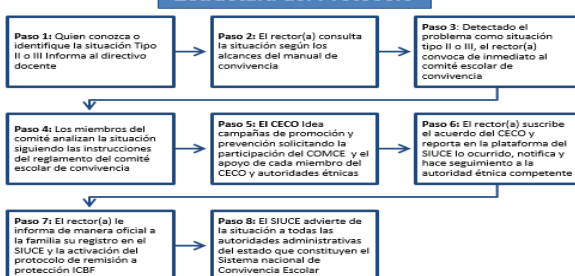 Estructura del Protocolo
Paso 1: Quien conozca o
identifique la situación Tipo
II o III Informa al directivo
docente
Paso 2: El rector(a) consulta
la situación según los
alcances del manual de
convivencia
Paso 3: Detectado el
problema como situación
tipo II o III, el rector(a)
convoca de inmediato al
comité escolar de
convivencia
Paso 4: Los miembros del
comité analizan la situación
siguiendo las instrucciones
del reglamento del comité
escolar de convivencia
Paso 5: El CECO Idea
campañas de promoción y
prevención solicitando la
participación del COMCE y el
apoyo de cada miembro del
CECO y autoridades étnicas
Paso 6: El rector(a) suscribe
el acuerdo del CECO y
reporta en la plataforma del
SIUCE lo ocurrido, notifica y
hace seguimiento a la
autoridad étnica competente
Paso 7: El rector(a) le
informa de manera oficial a
la familia su registro en el
SIUCE y la activación del
protocolo de remisión a
protección ICBF
Paso 8: El SIUCE advierte de
la situación a todas las
autoridades administrativas
del estado que constituyen el
Sistema nacional de
Convivencia Escolar